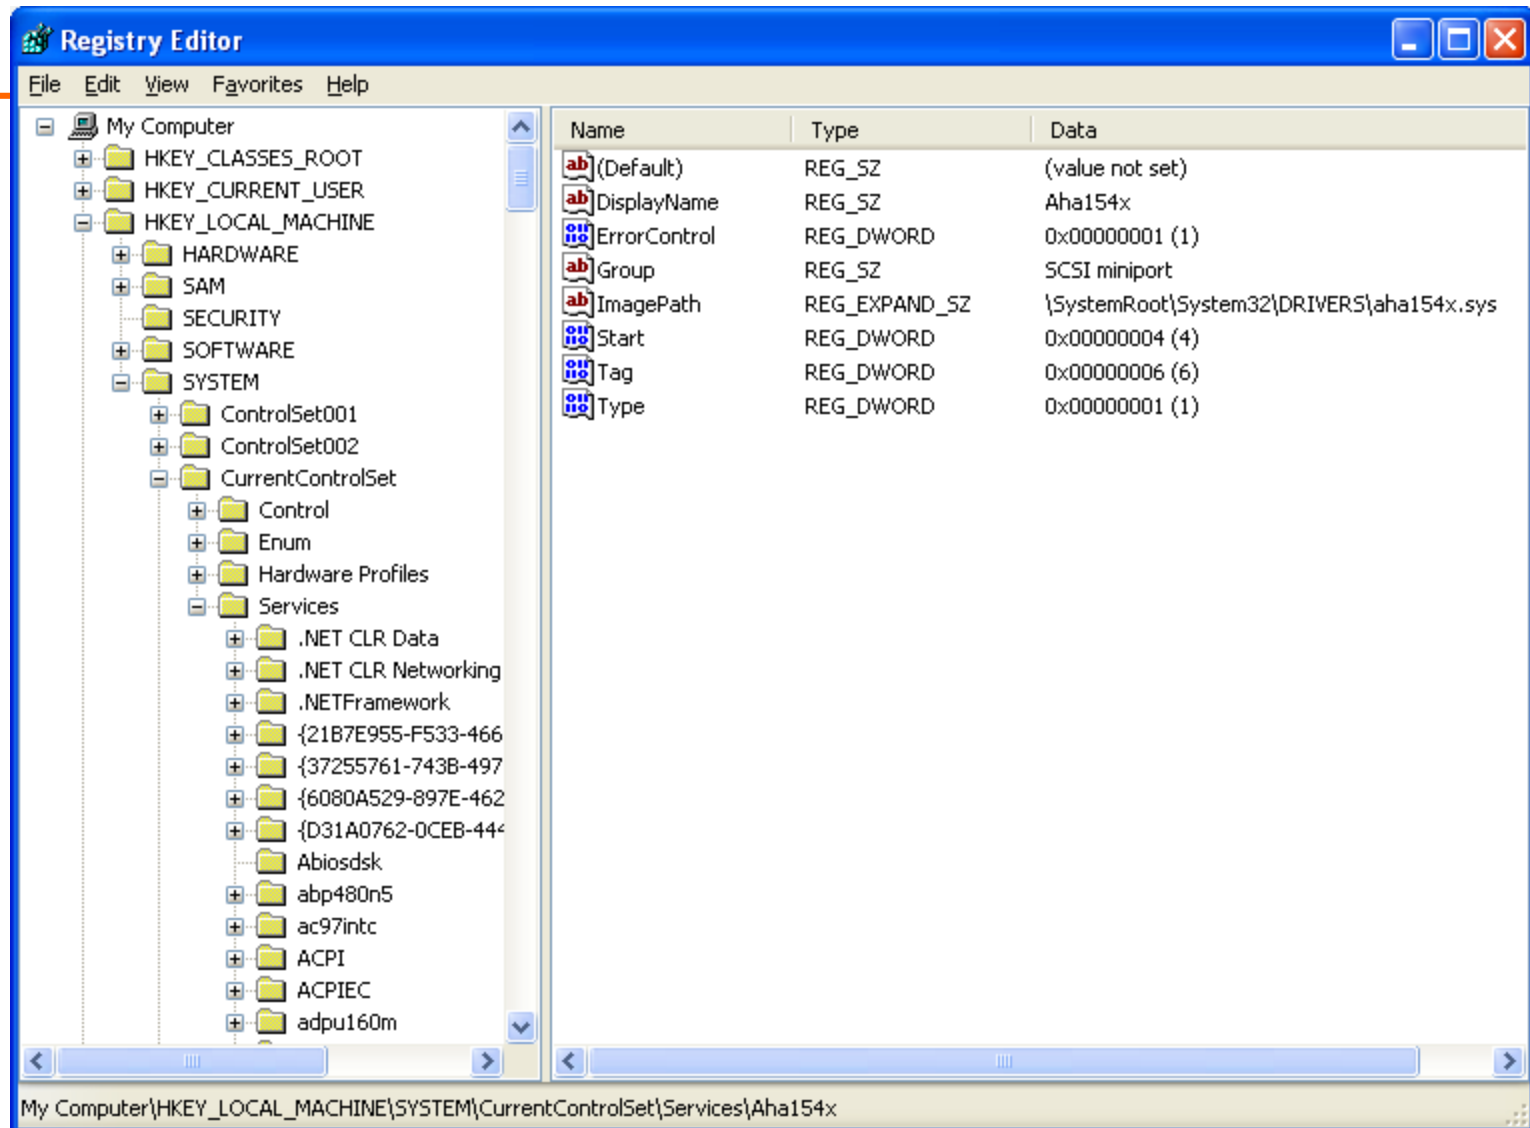 Registry Editor
File Edit View Favorites Help
My Computer
HKEY_CLASSES_ROOT
HKEY_CURRENT_USER
HKEY_LOCAL_MACHINE
HARDWARE
SAM
SECURITY
SOFTWARE
SYSTEM
ControlSet001
ControlSet002
CurrentControlSet
Control
Enum
Hardware Profiles
Services
.NET CLR Data
.NET CLR Networking
.NETFramework
{21B7E955-F533-466
{37255761-743B-497
{6080A529-897E-462
{D31A0762-0CEB-444
Abiosdsk
abp480n5
ac97intc
ACPI
ACPIEC
adpu160m
Name Type Data
(Default) REG_SZ (value not set)
DisplayName REG_SZ Aha154x
ErrorControl REG_DWORD 0x00000001 (1)
Group REG_SZ SCSI miniport
ImagePath REG_EXPAND_SZ \SystemRoot\System32\DRIVERS\aha154x.sys
Start REG_DWORD 0x00000004 (4)
Tag REG_DWORD 0x00000006 (6)
Type REG_DWORD 0x00000001 (1)
My Computer\HKEY_LOCAL_MACHINE\SYSTEM\CurrentControlSet\Services\Aha154x